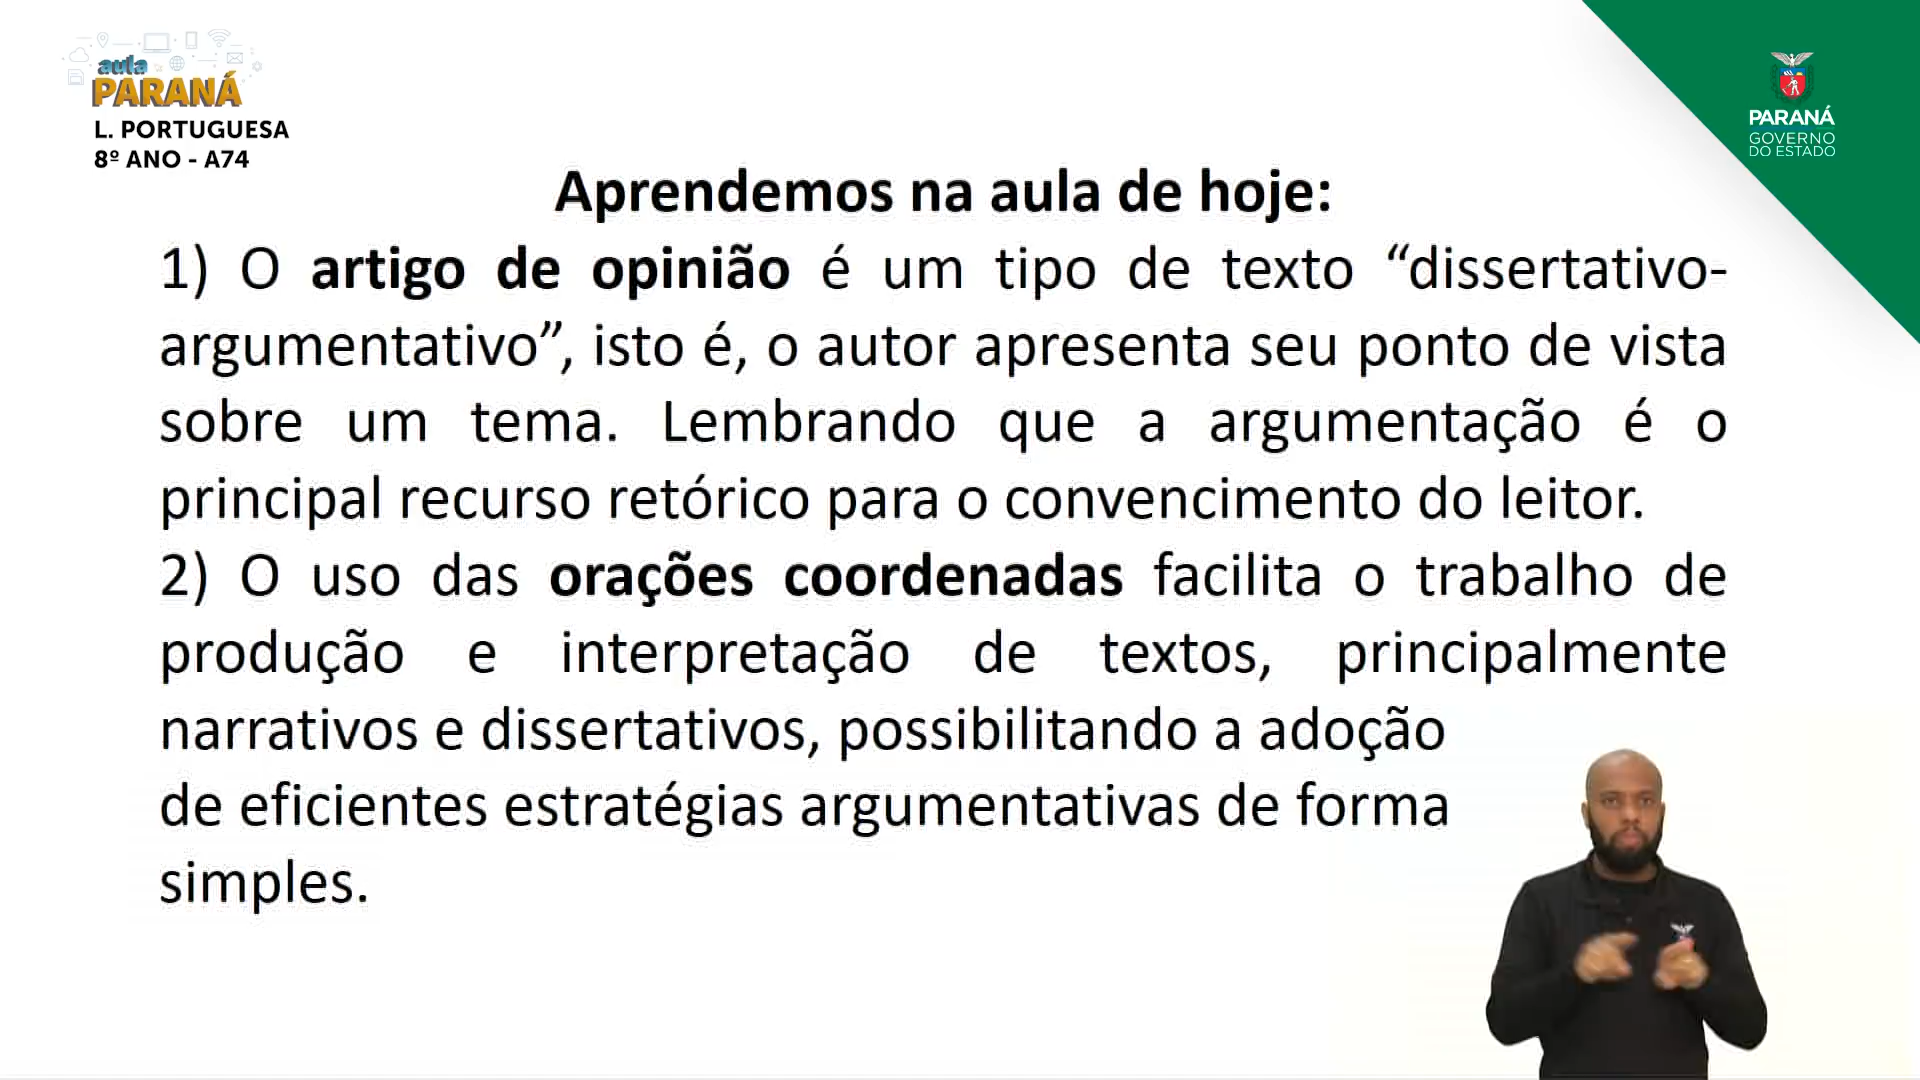 aula
PARANÁ
L. PORTUGUESA
8º ANO - A74
PARANÁ
GOVERNO
DO ESTADO
Aprendemos na aula de hoje:
1) O artigo de opinião é um tipo de texto “dissertativo-
argumentativo”, isto é, o autor apresenta seu ponto de vista
sobre um tema. Lembrando que a argumentação é o
principal recurso retórico para o convencimento do leitor.
2) O uso das orações coordenadas facilita o trabalho de
produção e interpretação de textos, principalmente
narrativos e dissertativos, possibilitando a adoção
de eficientes estratégias argumentativas de forma
simples.